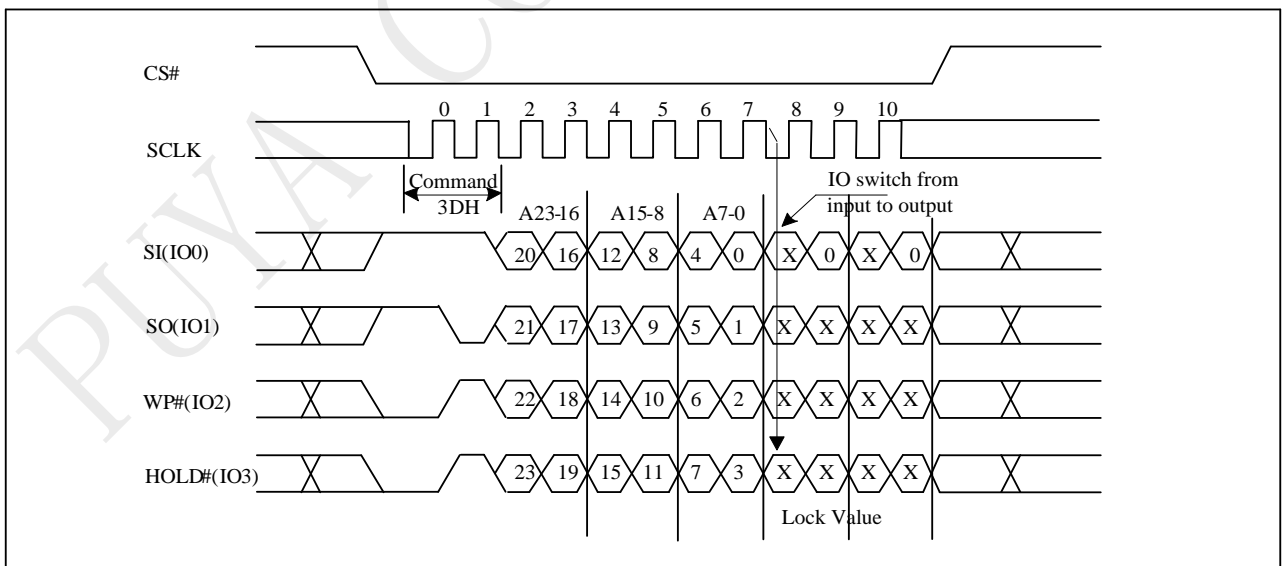 PUYA C
CS#
0 1 2 3 4 5 6 7 8 9 10
SCLK
Command
3DH
IO switch from
input to output
A23-16 A15-8 A7-0
SI(IO0) 20 16 12 8 4 0 X 0 X 0
SO(IO1) 21 17 13 9 5 1 X X X X
WP#(IO2) 22 18 14 10 6 2 X X X X
HOLD#(IO3) 23 19 15 11 7 3 X X X X
Lock Value